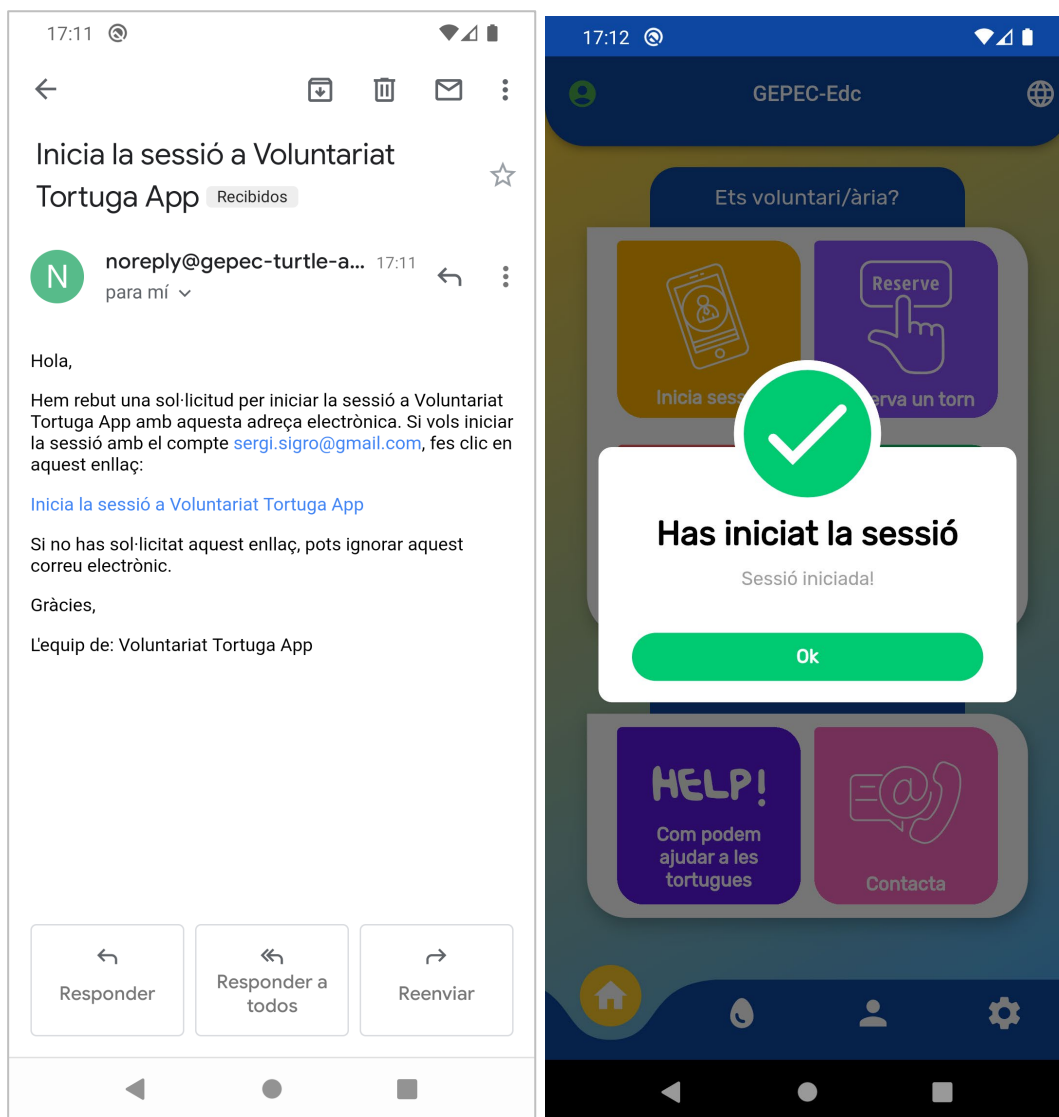 17:11
Inicia la sessió a Voluntariat
Tortuga App Recibidos
N
noreply@gepec-turtle-a... 17:11
para mí
Hola,
Hem rebut una sol·licitud per iniciar la sessió a Voluntariat
Tortuga App amb aquesta adreça electrònica. Si vols iniciar
la sessió amb el compte sergi.sigro@gmail.com, fes clic en
aquest enllaç:
Inicia la sessió a Voluntariat Tortuga App
Si no has sol·licitat aquest enllaç, pots ignorar aquest
correu electrònic.
Gràcies,
L'equip de: Voluntariat Tortuga App
Responder
Responder a
todos
Reenviar
17:12
GEPEC-Edc
Ets voluntari/ària?
Reserve
Inicia sess
erva un torn
Has iniciat la sessió
Sessió iniciada!
Ok
HELP!
Com podem
ajudar a les
tortugues
@
Contacta